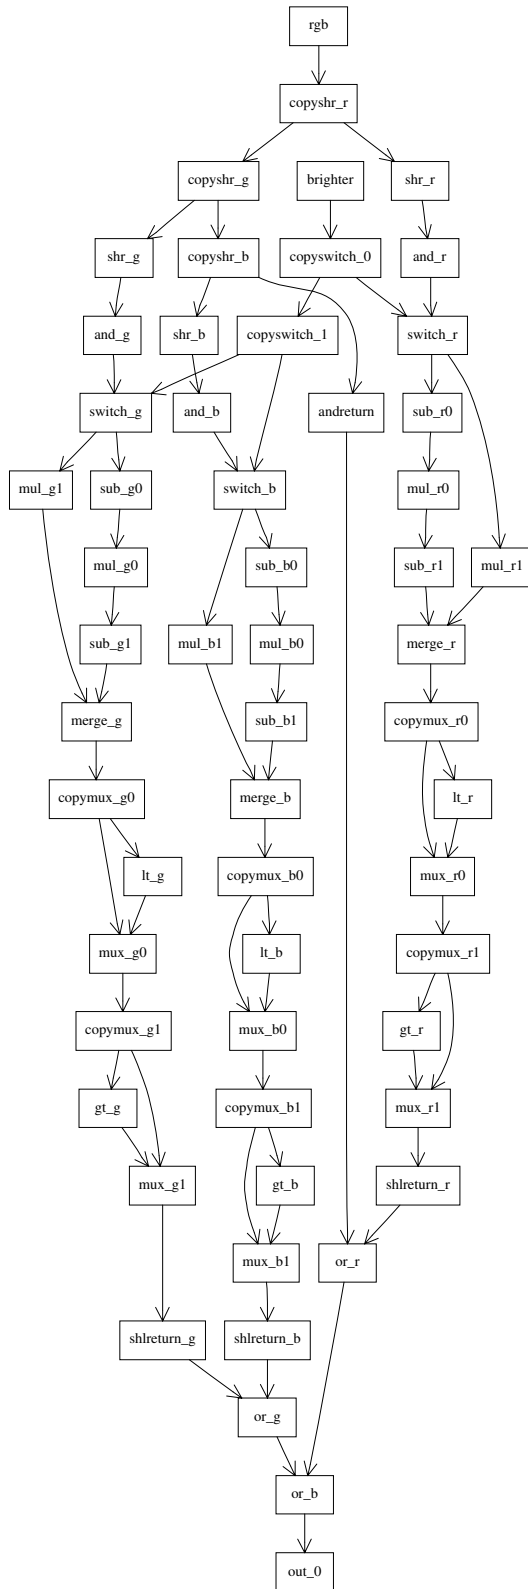 rgb
copyshr_r
copyshr_g brighter shr_r
shr_g copyshr_b copyswitch_0 and_r
and_g shr_b copyswitch_1 switch_r
switch_g and_b andreturn sub_r0
mul_g1 sub_g0 switch_b mul_r0
mul_g0 sub_b0 sub_r1 mul_r1
sub_g1 mul_b1 mul_b0 merge_r
merge_g sub_b1 copymux_r0
copymux_g0 merge_b lt_r
lt_g copymux_b0 mux_r0
mux_g0 lt_b copymux_r1
copymux_g1 mux_b0 gt_r
gt_g copymux_b1 mux_r1
mux_g1 gt_b shlreturn_r
mux_b1 or_r
shlreturn_g shlreturn_b
or_g
or_b
out_0